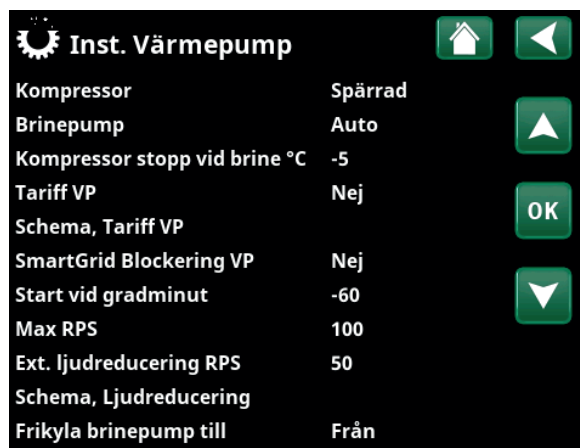 Inst. Värmepump
Kompressor Spärrad
Brinepump Auto
Kompressor stopp vid brine °C -5
Tariff VP Nej
Schema, Tariff VP
OK
SmartGrid Blockering VP Nej
Start vid gradminut -60
Max RPS 100
Ext. ljudreducering RPS 50
Schema, Ljudreducering
Frikyla brinepump till Från